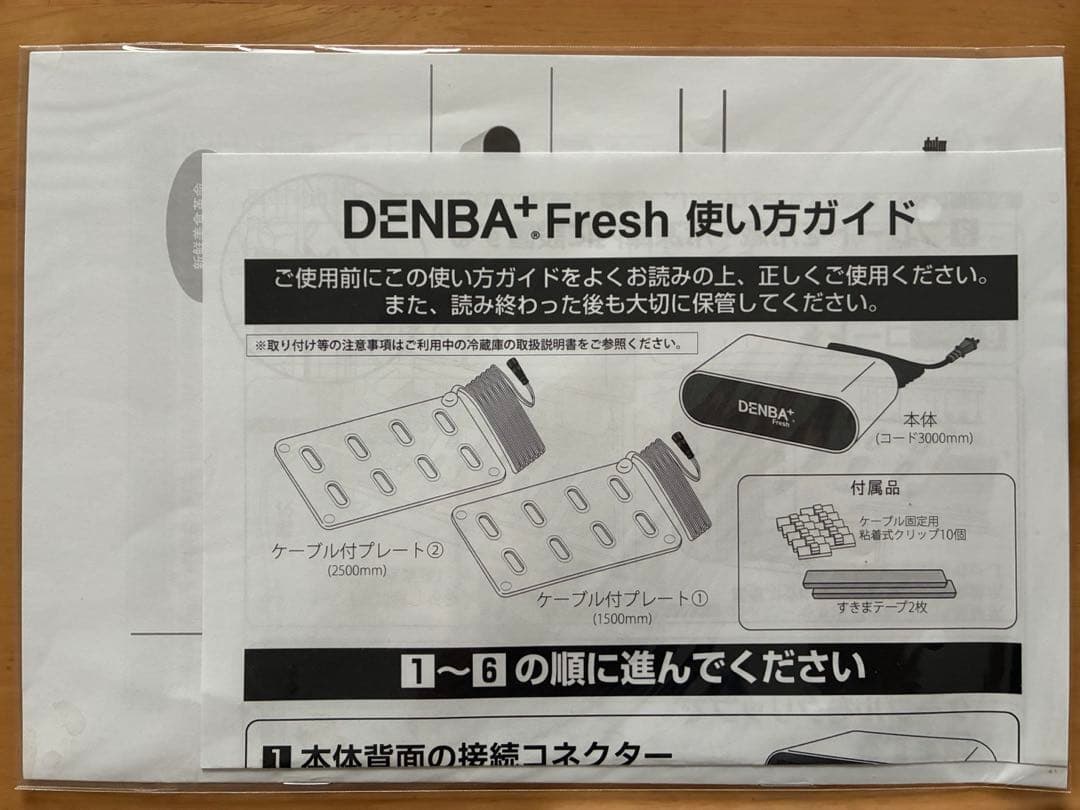 DENBA+® Fresh 使い方ガイド
ご使用前にこの使い方ガイドをよくお読みの上、正しくご使用ください。
また、読み終わった後も大切に保管してください。
※取り付け等の注意事項はご利用中の冷蔵庫の取扱説明書をご参照ください。
DENBA+
Fresh
本体
(コード3000mm)
付属品
ケーブル固定用
粘着式クリップ10個
すきまテープ2枚
ケーブル付プレート②
(2500mm)
ケーブル付プレート①
(1500mm)
1〜6の順に進んでください
1 本体背面の接続コネクター